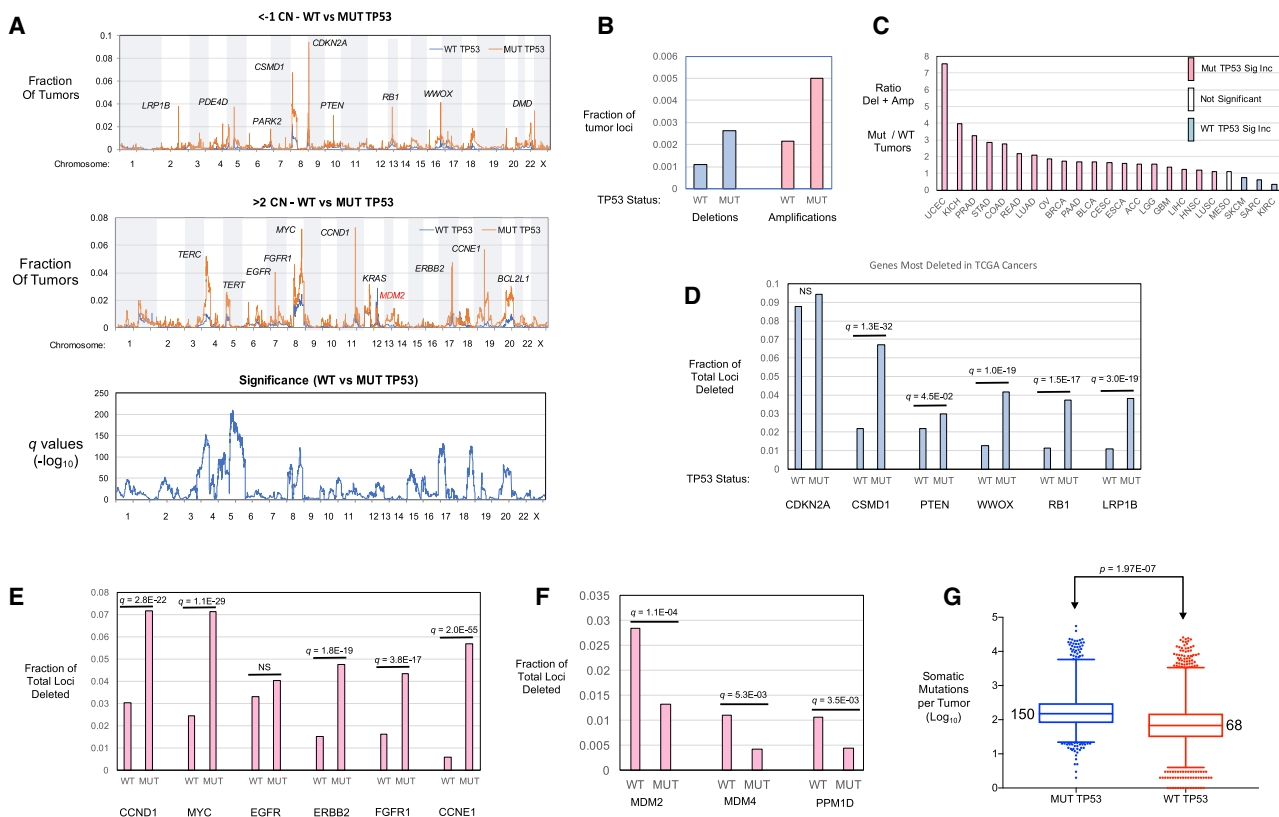 A
<-1 CN - WT vs MUT TP53
Fraction
Of Tumors
0.1
0.08
0.06
0.04
0.02
0
WT TP53
MUT TP53
LRP1B
PDE4D
PARK2
CSMD1
CDKN2A
PTEN
RB1
WWOX
DMD
Chromosome:
1 2 3 4 5 6 7 8 9 10 11 12 13 14 15 16 17 18 20 22 X
>2 CN - WT vs MUT TP53
Fraction
Of Tumors
0.08
0.06
0.04
0.02
0
WT TP53
MUT TP53
TERC
TERT
EGFR
FGFR1
MYC
CCND1
KRAS
MDM2
ERBB2
CCNE1
BCL2L1
Chromosome:
1 2 3 4 5 6 7 8 9 10 11 12 13 14 16 17 18 19 20 22 X
Significance (WT vs MUT TP53)
q values
(-log10)
250
200
150
100
50
0
1 2 3 4 5 6 7 8 9 10 11 12 13 14 15 16 17 18 19 20 22 X
B
Fraction of
tumor loci
0.006
0.005
0.004
0.003
0.002
0.001
0
TP53 Status:
WT MUT WT MUT
Deletions Amplifications
C
Ratio
Del + Amp
Mut / WT
Tumors
8
7
6
5
4
3
2
1
0
Mut TP53 Sig Inc
Not Significant
WT TP53 Sig Inc
UCEC KICH PRAD STAD COAD READ LUAD OV BRCA PAAD BLCA CESC ESCA ACC LGG GBM LIHC HNSC LUSC MESO SKCM SARC KIRC
D
Genes Most Deleted in TCGA Cancers
Fraction of
Total Loci
Deleted
0.1
0.09
0.08
0.07
0.06
0.05
0.04
0.03
0.02
0.01
0
NS
q = 1.3E-32
q = 4.5E-02
q = 1.0E-19
q = 1.5E-17
q = 3.0E-19
TP53 Status:
WT MUT WT MUT WT MUT WT MUT WT MUT WT MUT
CDKN2A CSMD1 PTEN WWOX RB1 LRP1B
E
Fraction of
Total Loci
Deleted
0.08
0.07
0.06
0.05
0.04
0.03
0.02
0.01
0
q = 2.8E-22
q = 1.1E-29
NS
q = 1.8E-19
q = 3.8E-17
q = 2.0E-55
WT MUT WT MUT WT MUT WT MUT WT MUT WT MUT
CCND1 MYC EGFR ERBB2 FGFR1 CCNE1
F
Fraction of
Total Loci
Deleted
0.035
0.03
0.025
0.02
0.015
0.01
0.005
0
q = 1.1E-04
q = 5.3E-03
q = 3.5E-03
WT MUT WT MUT WT MUT
MDM2 MDM4 PPM1D
G
p = 1.97E-07
Somatic
Mutations
per Tumor
(Log10)
5
4
3
2
1
0
150
68
MUT TP53 WT TP53